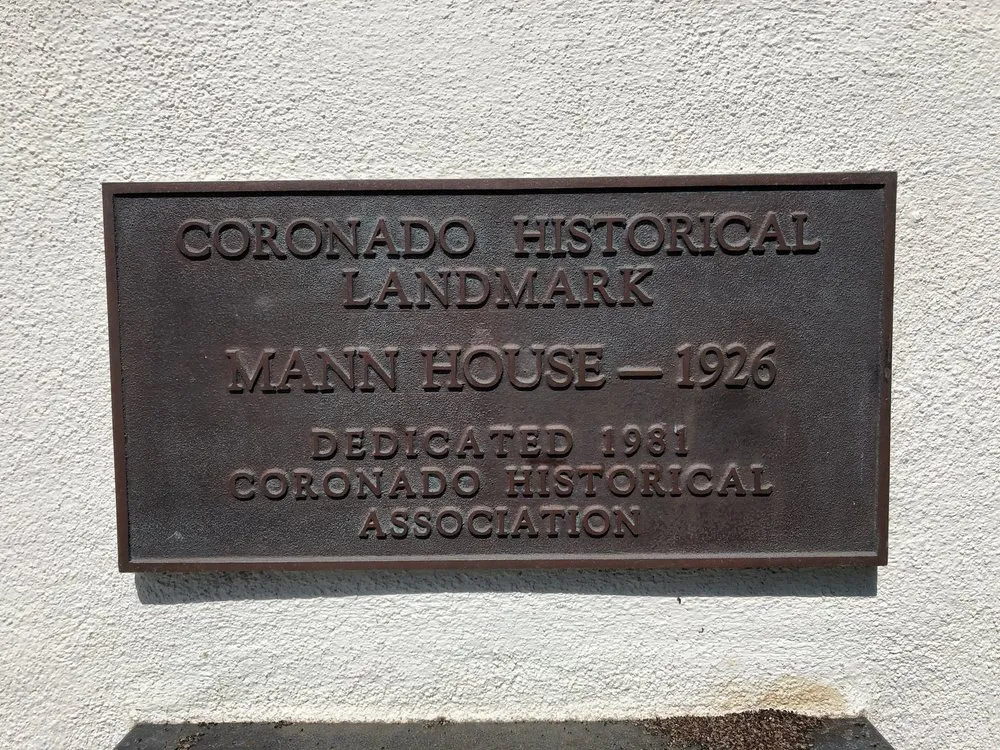 CORONADO HISTORICAL
LANDMARK
MANN HOUSE — 1926
DEDICATED 1981
CORONADO HISTORICAL
ASSOCIATION